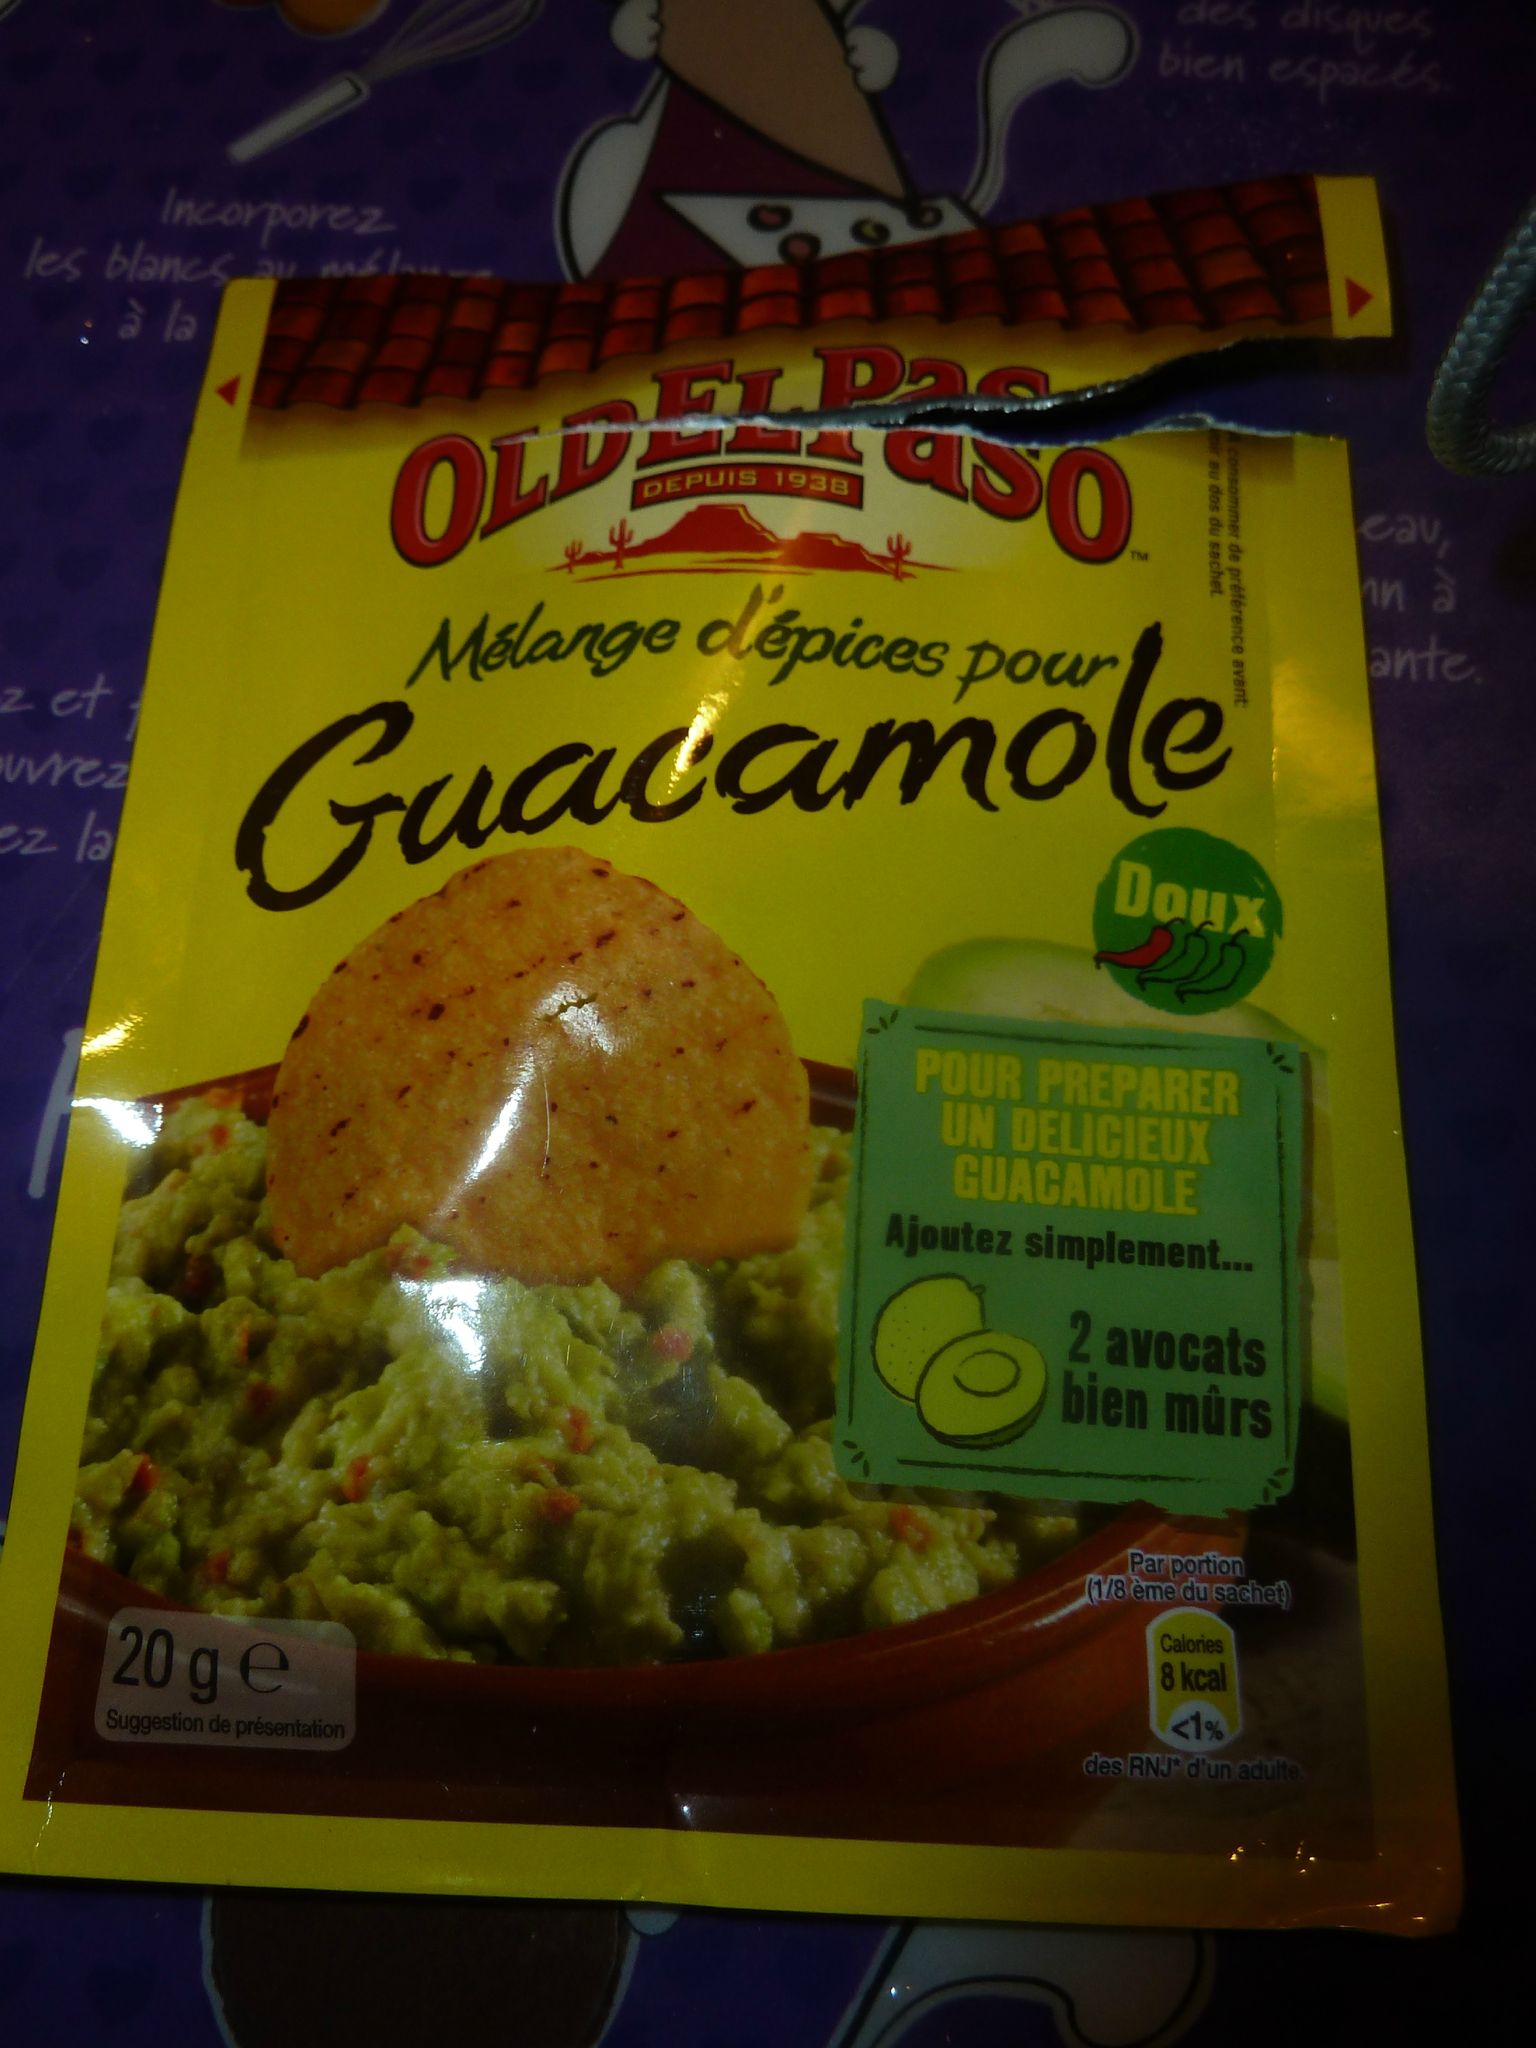 des disques
bien espacés.
Incorporez
les blancs au mélange
à la
OLD EL PASO
TM
DEPUIS 1938
A consommer de préférence avant:
voir au dos du sachet.
Mélange d'épices pour
Guacamole
Doux
POUR PREPARER
UN DELICIEUX
GUACAMOLE
Ajoutez simplement...
2 avocats
bien mûrs
Par portion
(1/8 ème du sachet)
Calories
8 kcal
<1%
des RNJ* d'un adulte.
20 g ℮
Suggestion de présentation
z et
ouvrez
ez la
eau,
à
ante.